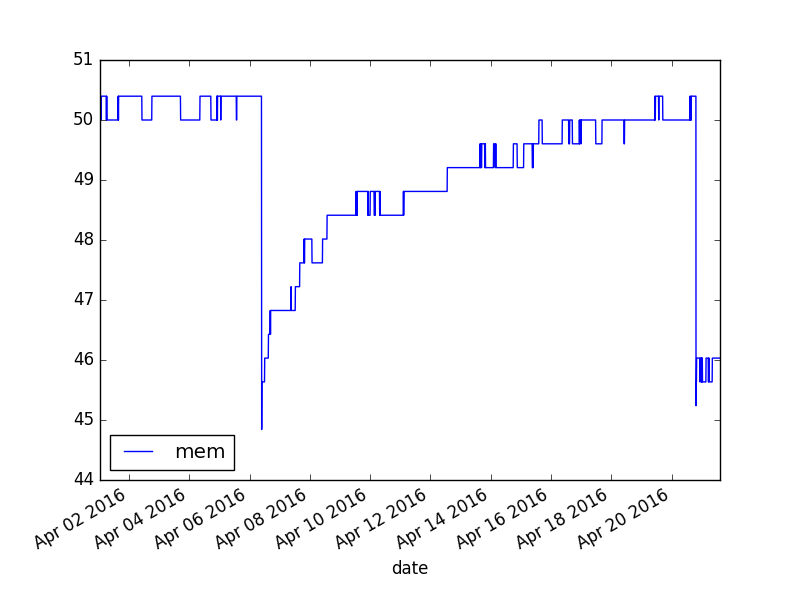 51
50
49
48
47
46
45
44
mem
Apr 02 2016
Apr 04 2016
Apr 06 2016
Apr 08 2016
Apr 10 2016
Apr 12 2016
Apr 14 2016
Apr 16 2016
Apr 18 2016
Apr 20 2016
date